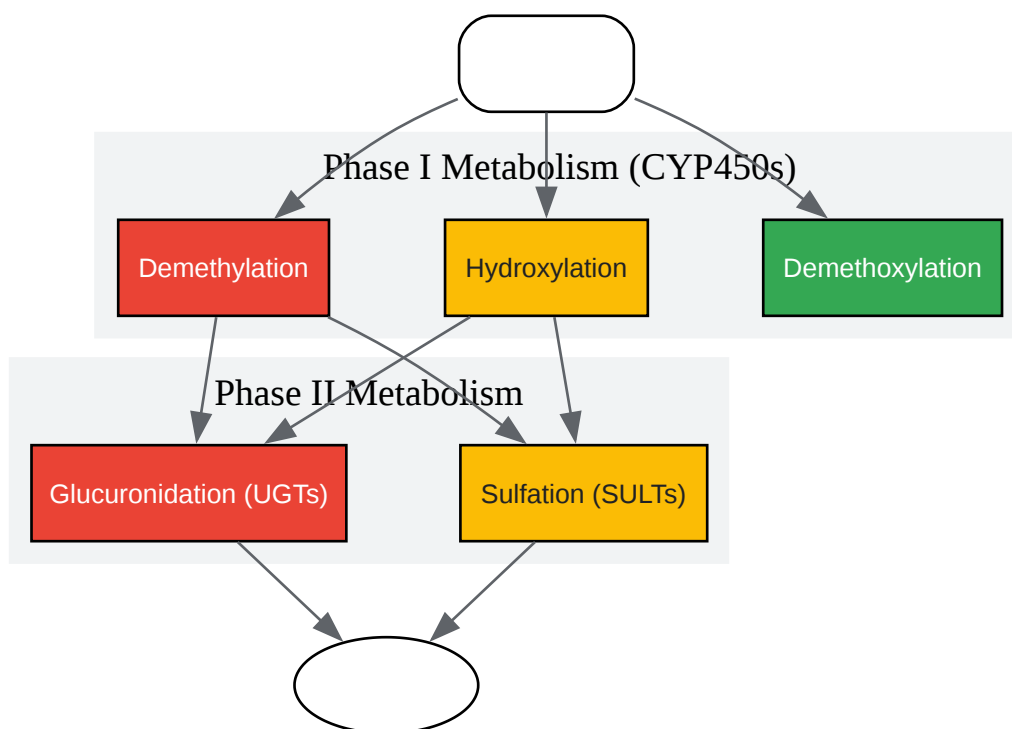 Phase I Metabolism (CYP450s)
Demethylation
Hydroxylation
Demethoxylation
Phase II Metabolism
Glucuronidation (UGTs)
Sulfation (SULTs)